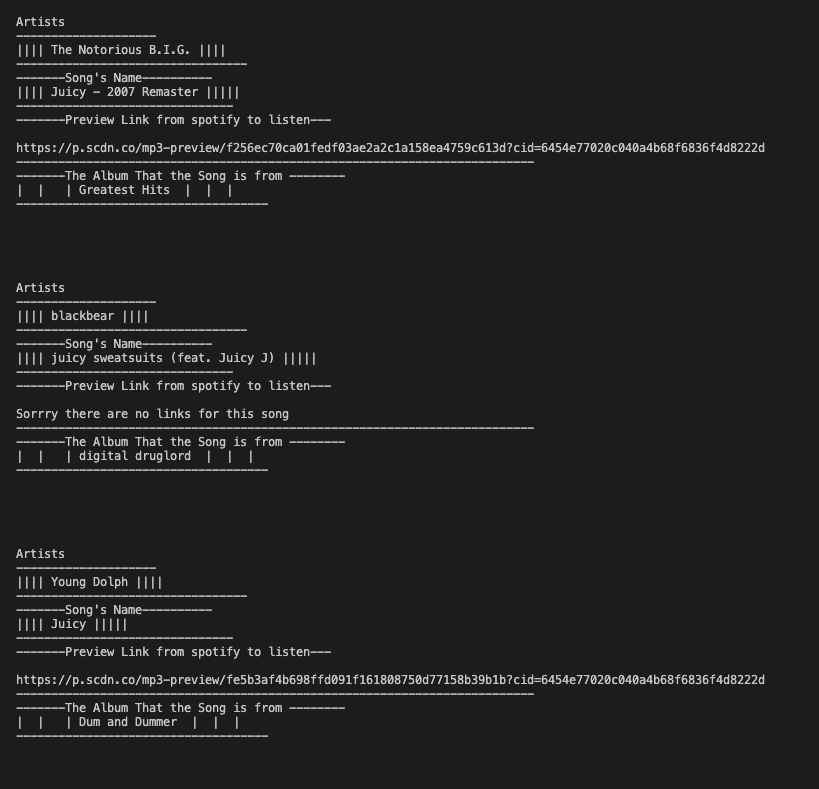 Artists
--------------------
|||| The Notorious B.I.G. ||||
---------------------------------
-------Song's Name----------
|||| Juicy - 2007 Remaster |||||
-------------------------------
-------Preview Link from spotify to listen---
https://p.scdn.co/mp3-preview/f256ec70ca01fedf03ae2a2c1a158ea4759c613d?cid=6454e77020c040a4b68f6836f4d8222d
--------------------------------------------------------------------------
-------The Album That the Song is from --------
|  |   | Greatest Hits  |  |  |
------------------------------------
Artists
--------------------
|||| blackbear ||||
---------------------------------
-------Song's Name----------
|||| juicy sweatsuits (feat. Juicy J) |||||
-------------------------------
-------Preview Link from spotify to listen---
Sorrry there are no links for this song
--------------------------------------------------------------------------
-------The Album That the Song is from --------
|  |   | digital druglord  |  |  |
------------------------------------
Artists
--------------------
|||| Young Dolph ||||
---------------------------------
-------Song's Name----------
|||| Juicy |||||
-------------------------------
-------Preview Link from spotify to listen---
https://p.scdn.co/mp3-preview/fe5b3af4b698ffd091f161808750d77158b39b1b?cid=6454e77020c040a4b68f6836f4d8222d
--------------------------------------------------------------------------
-------The Album That the Song is from --------
|  |   | Dum and Dummer  |  |  |
------------------------------------